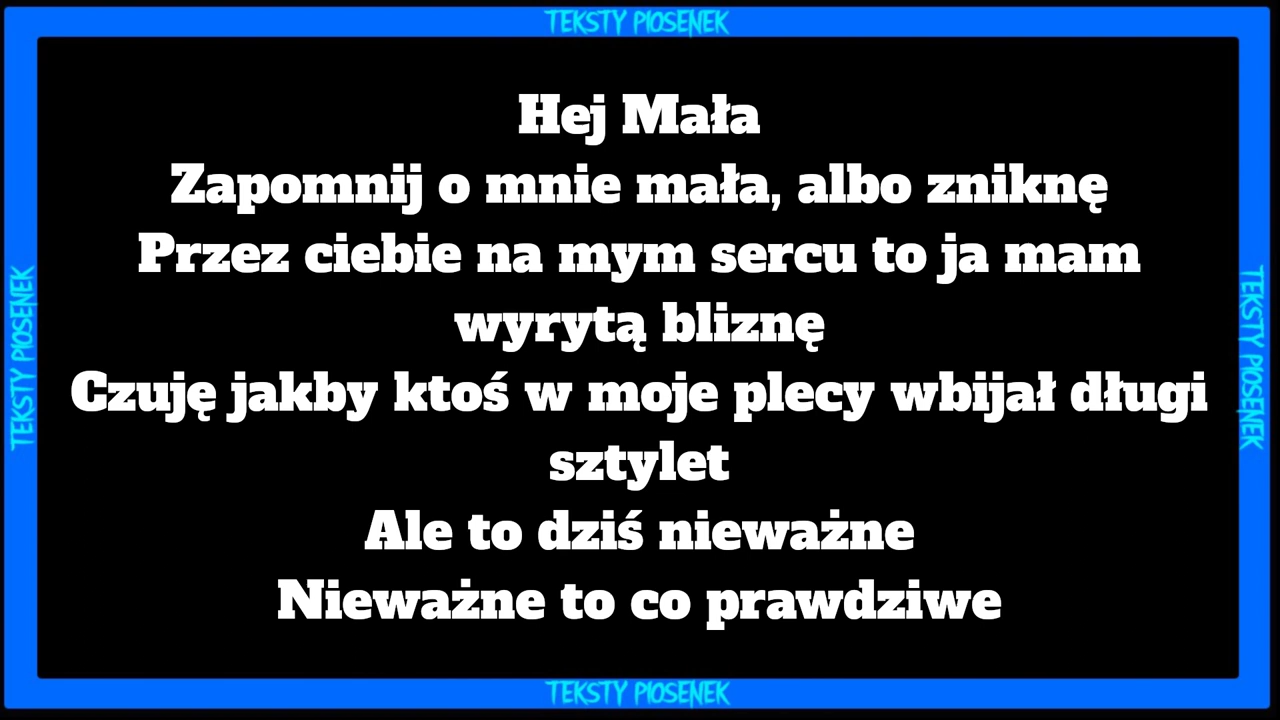 TEKSTY PIOSENEK
Hej Mała
Zapomnij o mnie mała, albo zniknę
Przez ciebie na mym sercu to ja mam
wyrytą bliznę
Czuję jakby ktoś w moje plecy wbijał długi
sztylet
Ale to dziś nieważne
Nieważne to co prawdziwe
TEKSTY PIOSENEK
TEKSTY PIOSENEK
TEKSTY PIOSENEK